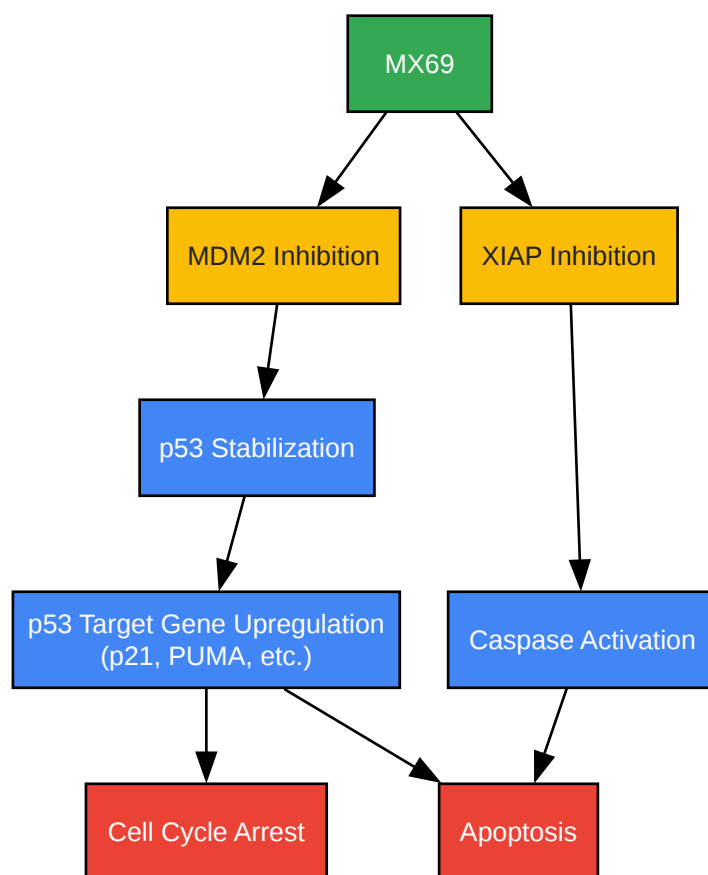 MX69
MDM2 Inhibition
XIAP Inhibition
p53 Stabilization
p53 Target Gene Upregulation
(p21, PUMA, etc.)
Caspase Activation
Cell Cycle Arrest
Apoptosis